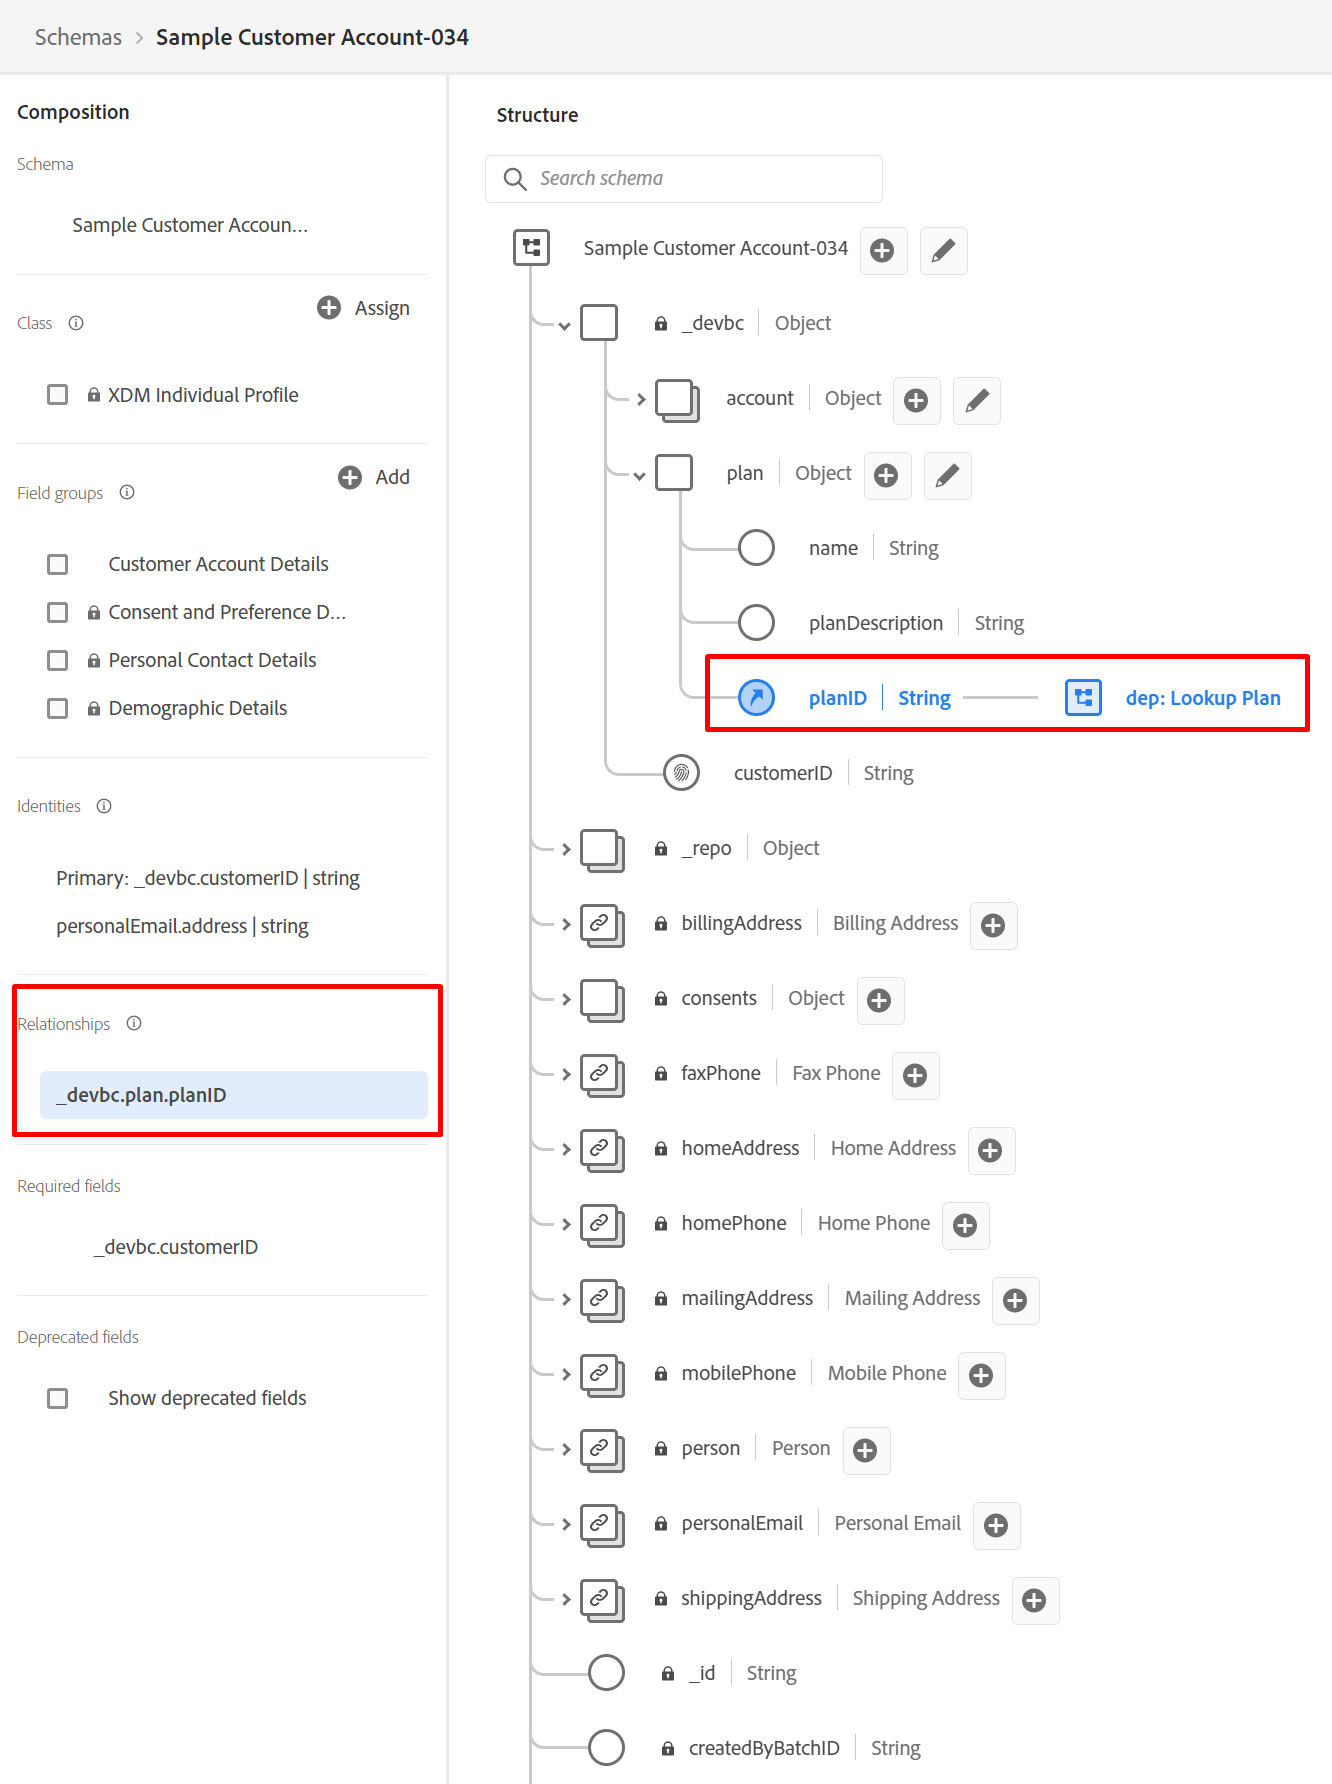 Schemas > Sample Customer Account-034
Composition
Schema
Sample Customer Accoun...
Class
Assign
XDM Individual Profile
Field groups
Add
Customer Account Details
Consent and Preference D...
Personal Contact Details
Demographic Details
Identities
Primary: _devbc.customerID | string
personalEmail.address | string
Relationships
_devbc.plan.planID
Required fields
_devbc.customerID
Deprecated fields
Show deprecated fields
Structure
Search schema
Sample Customer Account-034
_devbc | Object
account | Object
plan | Object
name | String
planDescription | String
planID | String dep: Lookup Plan
customerID | String
_repo | Object
billingAddress | Billing Address
consents | Object
faxPhone | Fax Phone
homeAddress | Home Address
homePhone | Home Phone
mailingAddress | Mailing Address
mobilePhone | Mobile Phone
person | Person
personalEmail | Personal Email
shippingAddress | Shipping Address
_id | String
createdByBatchID | String